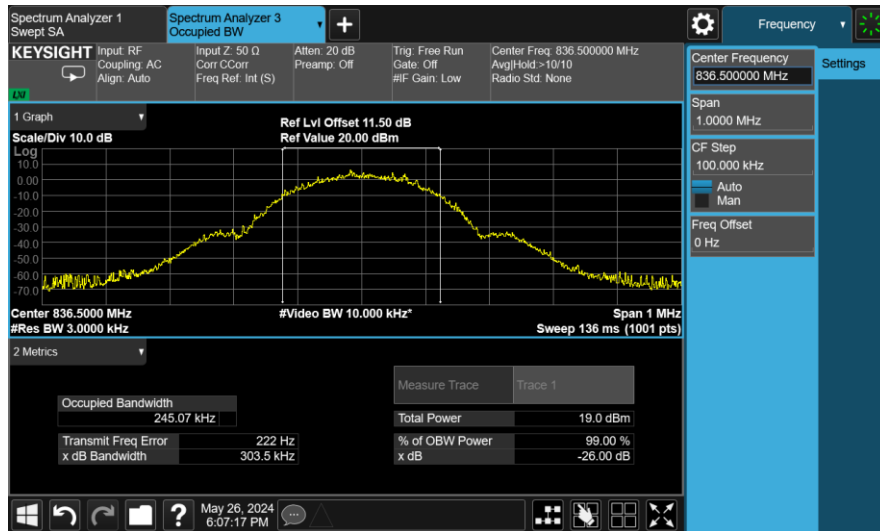 Spectrum Analyzer 1
Swept SA
Spectrum Analyzer 3
Occupied BW
Frequency
KEYSIGHT
Input: RF
Coupling: AC
Align: Auto
Input Z: 50 Ω
Corr CCorr
Freq Ref: Int (S)
Atten: 20 dB
Preamp: Off
Trig: Free Run
Gate: Off
#IF Gain: Low
Center Freq: 836.500000 MHz
Avg|Hold:>10/10
Radio Std: None
LXI
Center Frequency
836.500000 MHz
Settings
Span
1.0000 MHz
CF Step
100.000 kHz
Auto
Man
Freq Offset
0 Hz
1 Graph
Scale/Div 10.0 dB
Ref Lvl Offset 11.50 dB
Ref Value 20.00 dBm
Log
10.0
0.00
-10.0
-20.0
-30.0
-40.0
-50.0
-60.0
-70.0
Center 836.5000 MHz
#Video BW 10.000 kHz*
Span 1 MHz
#Res BW 3.0000 kHz
Sweep 136 ms (1001 pts)
2 Metrics
Measure Trace
Trace 1
Occupied Bandwidth
245.07 kHz
Total Power
19.0 dBm
Transmit Freq Error
222 Hz
% of OBW Power
99.00 %
x dB Bandwidth
303.5 kHz
x dB
-26.00 dB
?
May 26, 2024
6:07:17 PM